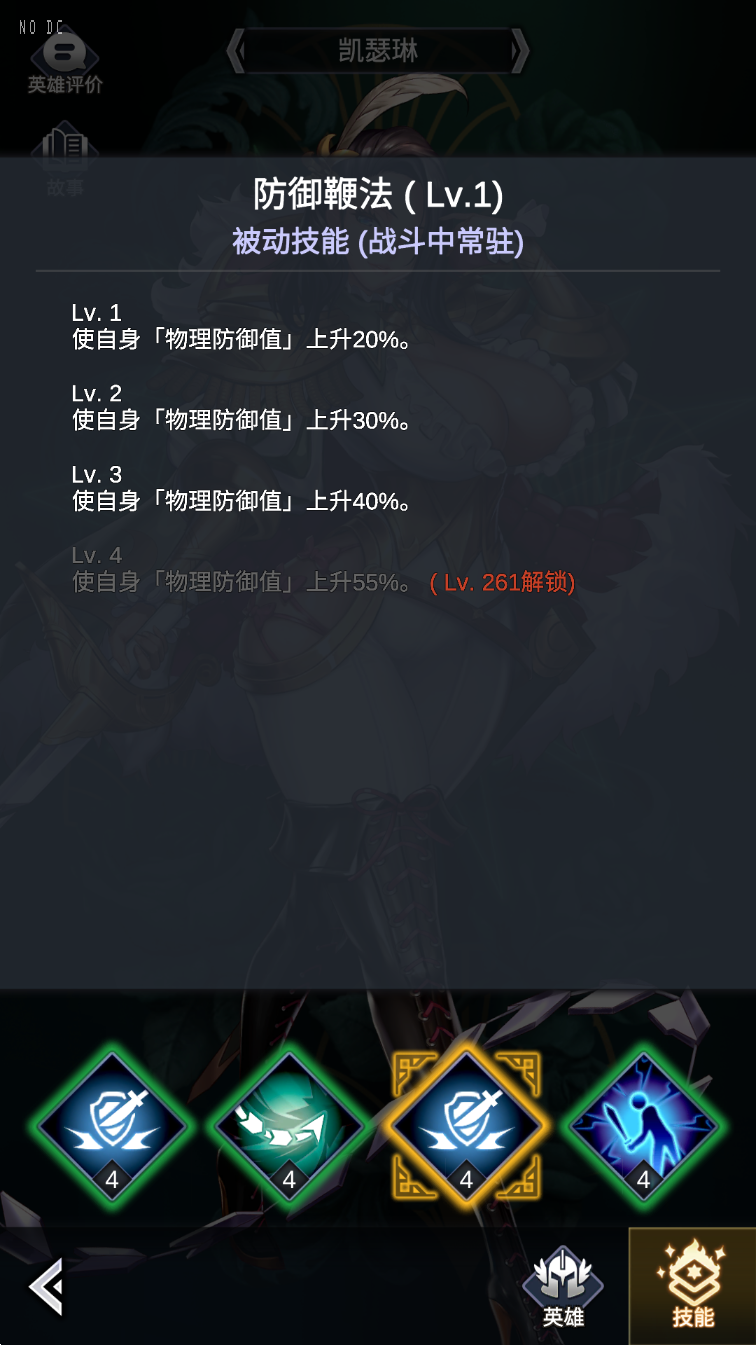 NO DC
凯瑟琳
英雄评价
故事
防御鞭法 ( Lv.1)
被动技能 (战斗中常驻)
Lv. 1
使自身「物理防御值」上升20%。
Lv. 2
使自身「物理防御值」上升30%。
Lv. 3
使自身「物理防御值」上升40%。
Lv. 4
使自身「物理防御值」上升55%。 ( Lv. 261解锁)
4 4 4 4
英雄 技能